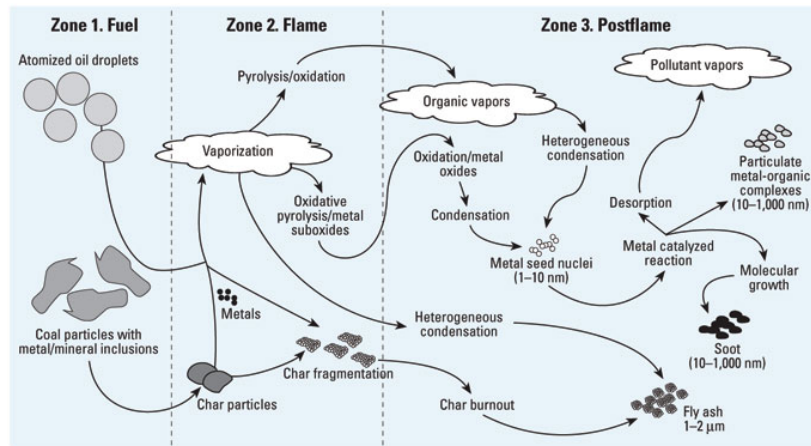 Zone 1. Fuel
Zone 2. Flame
Zone 3. Postflame
Atomized oil droplets
Pyrolysis/oxidation
Organic vapors
Pollutant vapors
Vaporization
Oxidation/metal
oxides
Heterogeneous
condensation
Particulate
metal-organic
complexes
(10–1,000 nm)
Oxidative
pyrolysis/metal
suboxides
Condensation
Desorption
Metal seed nuclei
(1–10 nm)
Metal catalyzed
reaction
Molecular
growth
Metals
Heterogeneous
condensation
Soot
(10–1,000 nm)
Coal particles with
metal/mineral inclusions
Char fragmentation
Char particles
Char burnout
Fly ash
1–2 μm